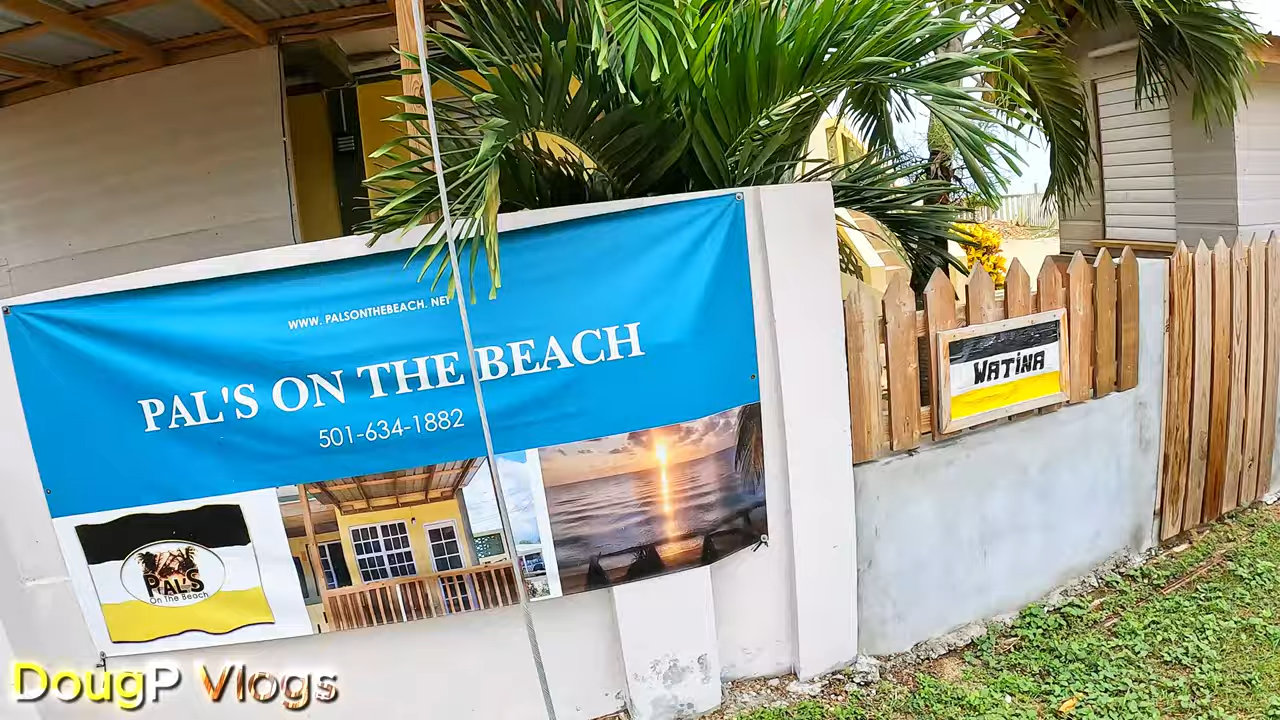 WWW. PALSONTHEBEACH. NET
PAL'S ON THE BEACH
501-634-1882
PAL'S
On The Beach
WATINA
DougP Vlogs